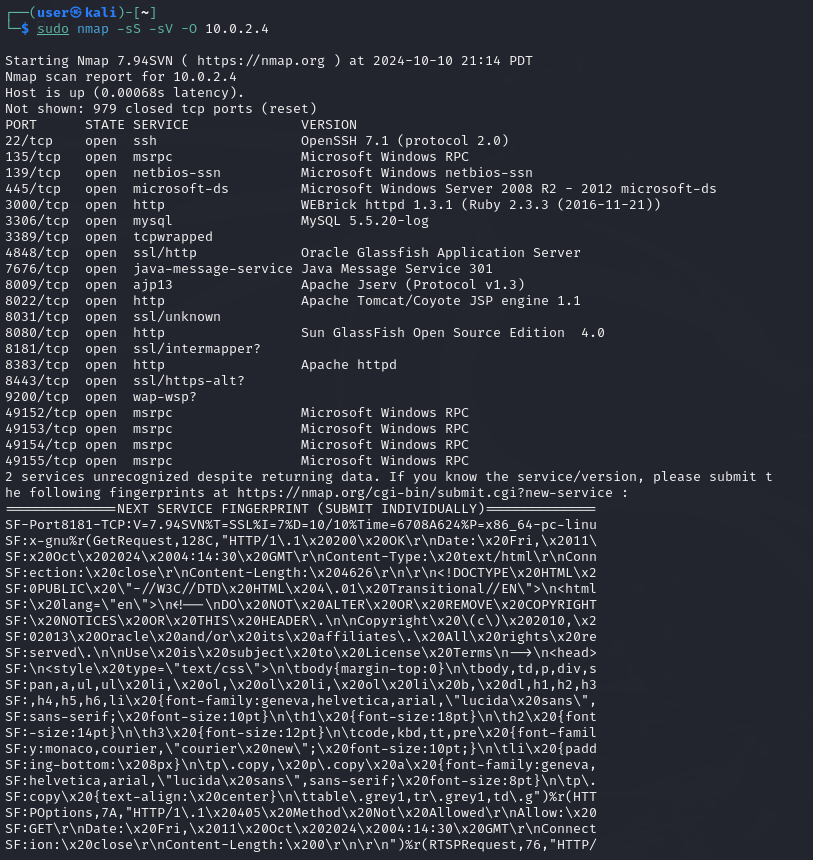 ┌──(user㉿kali)-[~]
└─$ sudo nmap -sS -sV -O 10.0.2.4
Starting Nmap 7.94SVN ( https://nmap.org ) at 2024-10-10 21:14 PDT
Nmap scan report for 10.0.2.4
Host is up (0.00068s latency).
Not shown: 979 closed tcp ports (reset)
PORT      STATE SERVICE              VERSION
22/tcp    open  ssh                  OpenSSH 7.1 (protocol 2.0)
135/tcp   open  msrpc                Microsoft Windows RPC
139/tcp   open  netbios-ssn          Microsoft Windows netbios-ssn
445/tcp   open  microsoft-ds         Microsoft Windows Server 2008 R2 - 2012 microsoft-ds
3000/tcp  open  http                 WEBrick httpd 1.3.1 (Ruby 2.3.3 (2016-11-21))
3306/tcp  open  mysql                MySQL 5.5.20-log
3389/tcp  open  tcpwrapped
4848/tcp  open  ssl/http             Oracle Glassfish Application Server
7676/tcp  open  java-message-service Java Message Service 301
8009/tcp  open  ajp13                Apache Jserv (Protocol v1.3)
8022/tcp  open  http                 Apache Tomcat/Coyote JSP engine 1.1
8031/tcp  open  ssl/unknown
8080/tcp  open  http                 Sun GlassFish Open Source Edition  4.0
8181/tcp  open  ssl/intermapper?
8383/tcp  open  http                 Apache httpd
8443/tcp  open  ssl/https-alt?
9200/tcp  open  wap-wsp?
49152/tcp open  msrpc                Microsoft Windows RPC
49153/tcp open  msrpc                Microsoft Windows RPC
49154/tcp open  msrpc                Microsoft Windows RPC
49155/tcp open  msrpc                Microsoft Windows RPC
2 services unrecognized despite returning data. If you know the service/version, please submit t
he following fingerprints at https://nmap.org/cgi-bin/submit.cgi?new-service :
==============NEXT SERVICE FINGERPRINT (SUBMIT INDIVIDUALLY)==============
SF-Port8181-TCP:V=7.94SVN%T=SSL%I=7%D=10/10%Time=6708A624%P=x86_64-pc-linu
SF:x-gnu%r(GetRequest,128C,"HTTP/1\.1\x20200\x20OK\r\nDate:\x20Fri,\x2011\
SF:x20Oct\x202024\x2004:14:30\x20GMT\r\nContent-Type:\x20text/html\r\nConn
SF:ection:\x20close\r\nContent-Length:\x204626\r\n\r\n<!DOCTYPE\x20HTML\x2
SF:0PUBLIC\x20\"-//W3C//DTD\x20HTML\x204\.01\x20Transitional//EN\">\n<html
SF:\x20lang=\"en\">\n<!--\nDO\x20NOT\x20ALTER\x20OR\x20REMOVE\x20COPYRIGHT
SF:\x20NOTICES\x20OR\x20THIS\x20HEADER\.\n\nCopyright\x20\(c\)\x202010,\x2
SF:02013\x20Oracle\x20and/or\x20its\x20affiliates\.\x20All\x20rights\x20re
SF:served\.\n\nUse\x20is\x20subject\x20to\x20License\x20Terms\n-->\n<head>
SF:\n<style\x20type=\"text/css\">\n\tbody{margin-top:0}\n\tbody,td,p,div,s
SF:pan,a,ul,ul\x20li,\x20ol,\x20ol\x20li,\x20ol\x20li\x20b,\x20dl,h1,h2,h3
SF:,h4,h5,h6,li\x20{font-family:geneva,helvetica,arial,\"lucida\x20sans\",
SF:sans-serif;\x20font-size:10pt}\n\th1\x20{font-size:18pt}\n\th2\x20{font
SF:-size:14pt}\n\th3\x20{font-size:12pt}\n\tcode,kbd,tt,pre\x20{font-famil
SF:y:monaco,courier,\"courier\x20new\";\x20font-size:10pt;}\n\tli\x20{padd
SF:ing-bottom:\x208px}\n\tp\.copy,\x20p\.copy\x20a\x20{font-family:geneva,
SF:helvetica,arial,\"lucida\x20sans\",sans-serif;\x20font-size:8pt}\n\tp\.
SF:copy\x20{text-align:\x20center}\n\ttable\.grey1,tr\.grey1,td\.g")%r(HTT
SF:POptions,7A,"HTTP/1\.1\x20405\x20Method\x20Not\x20Allowed\r\nAllow:\x20
SF:GET\r\nDate:\x20Fri,\x2011\x20Oct\x202024\x2004:14:30\x20GMT\r\nConnect
SF:ion:\x20close\r\nContent-Length:\x200\r\n\r\n")%r(RTSPRequest,76,"HTTP/